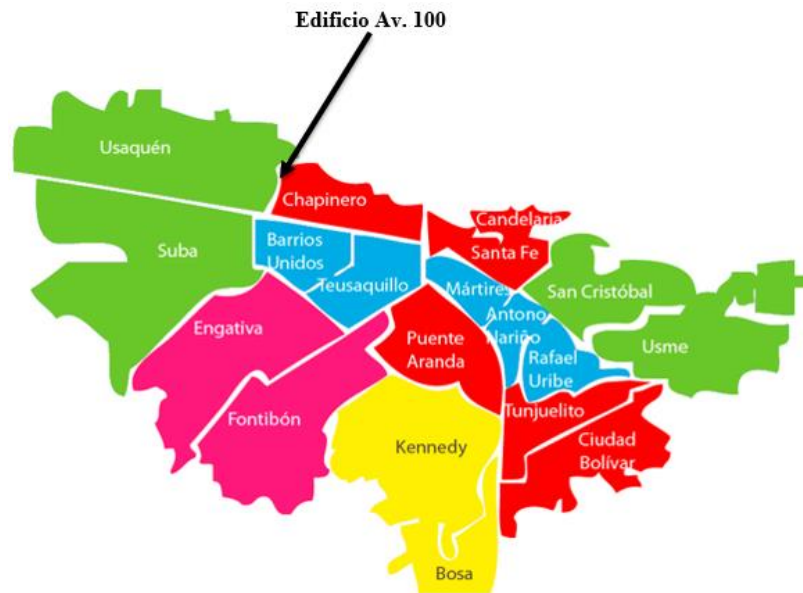 Edificio Av. 100
Usaquén
Chapinero
Candelaria
Santa Fe
Suba
Barrios
Unidos
Teusaquillo
Mártires
San Cristóbal
Antono
Nariño
Usme
Engativa
Puente
Aranda
Rafael
Uribe
Fontibón
Tunjuelito
Kennedy
Ciudad
Bolívar
Bosa